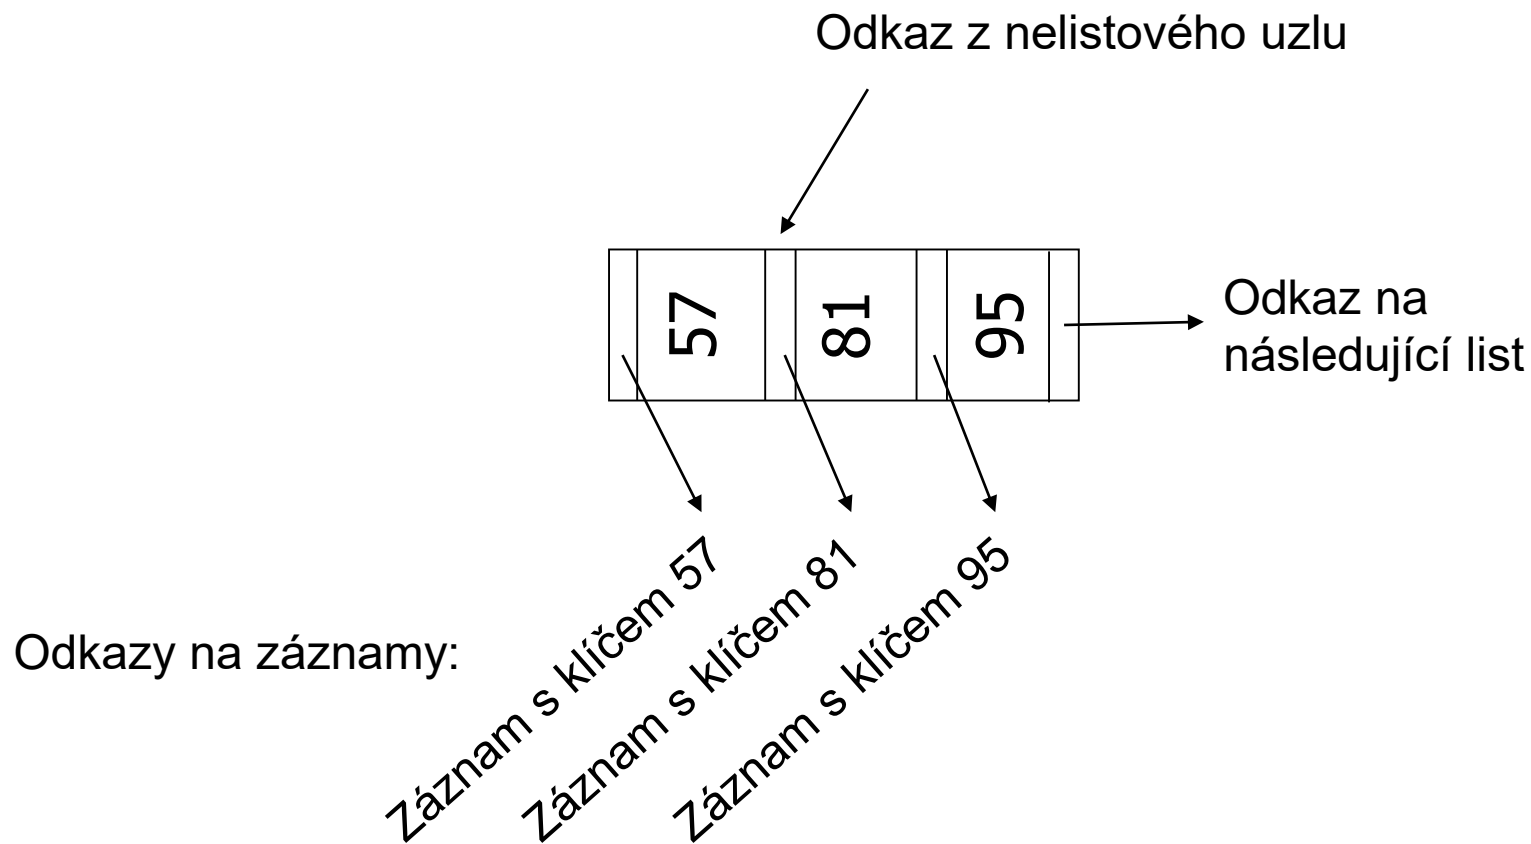 Odkaz z nelistového uzlu
57
81
95
Odkaz na
následující list
Odkazy na záznamy:
Záznam s klíčem 57
Záznam s klíčem 81
Záznam s klíčem 95